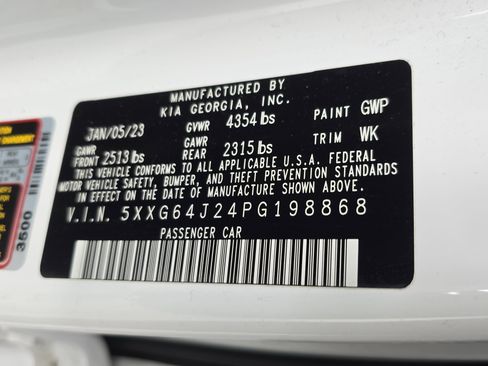 MANUFACTURED BY
KIA GEORGIA, INC.
JAN/05/23 GVWR 4354 lbs PAINT GWP
GAWR FRONT 2513 lbs GAWR REAR 2315 lbs TRIM WK
THIS VEHICLE CONFORMS TO ALL APPLICABLE U.S.A. FEDERAL
MOTOR VEHICLE SAFETY, BUMPER, AND THEFT PREVENTION STANDARDS
IN EFFECT ON THE DATE OF MANUFACTURE SHOWN ABOVE.
V.I.N. 5XXG64J24PG198868
PASSENGER CAR
3500